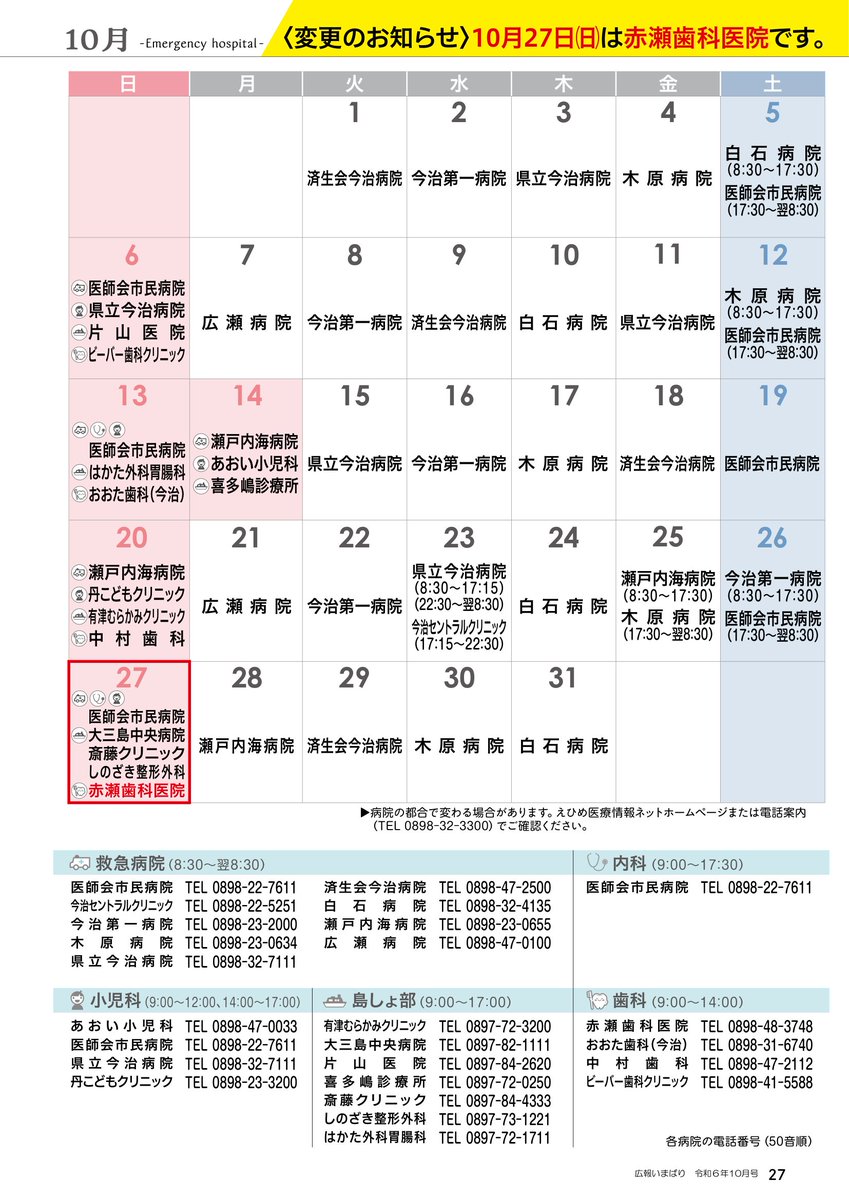 10月 -Emergency hospital-
〈変更のお知らせ〉10月27日㈰は赤瀬歯科医院です。
日 月 火 水 木 金 土
1
済生会今治病院
2
今治第一病院
3
県立今治病院
4
木原病院
5
白石病院
(8:30〜17:30)
医師会市民病院
(17:30〜翌8:30)
6
医師会市民病院
県立今治病院
片山医院
ビーバー歯科クリニック
7
広瀬病院
8
今治第一病院
9
済生会今治病院
10
白石病院
11
県立今治病院
12
木原病院
(8:30〜17:30)
医師会市民病院
(17:30〜翌8:30)
13
医師会市民病院
はかた外科胃腸科
おおた歯科(今治)
14
瀬戸内海病院
あおい小児科
喜多嶋診療所
15
県立今治病院
16
今治第一病院
17
木原病院
18
済生会今治病院
19
医師会市民病院
20
瀬戸内海病院
丹こどもクリニック
有津むらかみクリニック
中村歯科
21
広瀬病院
22
今治第一病院
23
県立今治病院
(8:30〜17:15)
(22:30〜翌8:30)
今治セントラルクリニック
(17:15〜22:30)
24
白石病院
25
瀬戸内海病院
(8:30〜17:30)
木原病院
(17:30〜翌8:30)
26
今治第一病院
(8:30〜17:30)
医師会市民病院
(17:30〜翌8:30)
27
医師会市民病院
大三島中央病院
斎藤クリニック
しのざき整形外科
赤瀬歯科医院
28
瀬戸内海病院
29
済生会今治病院
30
木原病院
31
白石病院
▶病院の都合で変わる場合があります。えひめ医療情報ネットホームページまたは電話案内
(TEL 0898-32-3300)でご確認ください。
救急病院(8:30〜翌8:30)
医師会市民病院 TEL 0898-22-7611
今治セントラルクリニック TEL 0898-22-5251
今治第一病院 TEL 0898-23-2000
木原病院 TEL 0898-23-0634
県立今治病院 TEL 0898-32-7111
済生会今治病院 TEL 0898-47-2500
白石病院 TEL 0898-32-4135
瀬戸内海病院 TEL 0898-23-0655
広瀬病院 TEL 0898-47-0100
内科(9:00〜17:30)
医師会市民病院 TEL 0898-22-7611
小児科(9:00〜12:00、14:00〜17:00)
あおい小児科 TEL 0898-47-0033
医師会市民病院 TEL 0898-22-7611
県立今治病院 TEL 0898-32-7111
丹こどもクリニック TEL 0898-23-3200
島しょ部(9:00〜17:00)
有津むらかみクリニック TEL 0897-72-3200
大三島中央病院 TEL 0897-82-1111
片山医院 TEL 0897-84-2620
喜多嶋診療所 TEL 0897-72-0250
斎藤クリニック TEL 0897-84-4333
しのざき整形外科 TEL 0897-73-1221
はかた外科胃腸科 TEL 0897-72-1711
歯科(9:00〜14:00)
赤瀬歯科医院 TEL 0898-48-3748
おおた歯科(今治) TEL 0898-31-6740
中村歯科 TEL 0898-47-2112
ビーバー歯科クリニック TEL 0898-41-5588
各病院の電話番号(50音順)
広報いまばり 令和6年10月号 27